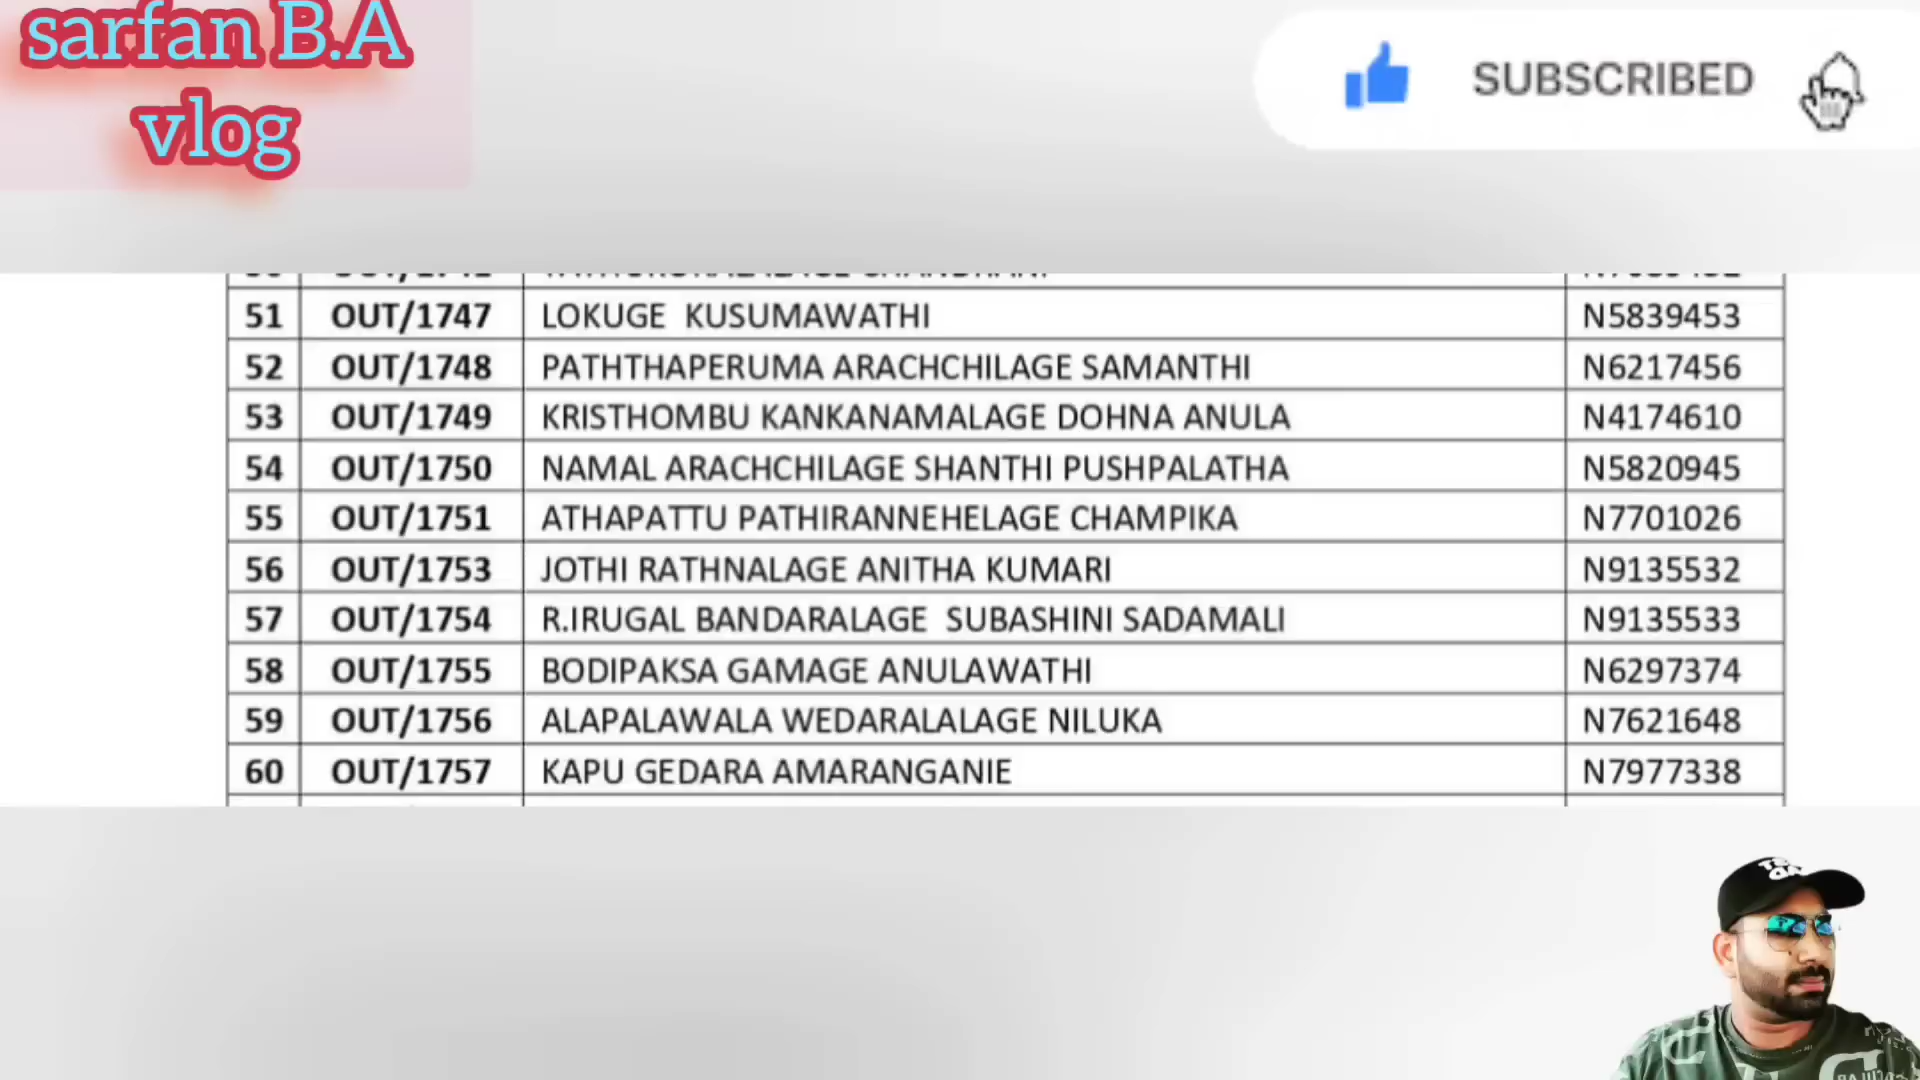 sarfan B.A
vlog
SUBSCRIBED
51 OUT/1747 LOKUGE KUSUMAWATHI N5839453
52 OUT/1748 PATHTHAPERUMA ARACHCHILAGE SAMANTHI N6217456
53 OUT/1749 KRISTHOMBU KANKANAMALAGE DOHNA ANULA N4174610
54 OUT/1750 NAMAL ARACHCHILAGE SHANTHI PUSHPALATHA N5820945
55 OUT/1751 ATHAPATTU PATHIRANNEHELAGE CHAMPIKA N7701026
56 OUT/1753 JOTHI RATHNALAGE ANITHA KUMARI N9135532
57 OUT/1754 R.IRUGAL BANDARALAGE SUBASHINI SADAMALI N9135533
58 OUT/1755 BODIPAKSA GAMAGE ANULAWATHI N6297374
59 OUT/1756 ALAPALAWALA WEDARALALAGE NILUKA N7621648
60 OUT/1757 KAPU GEDARA AMARANGANIE N7977338